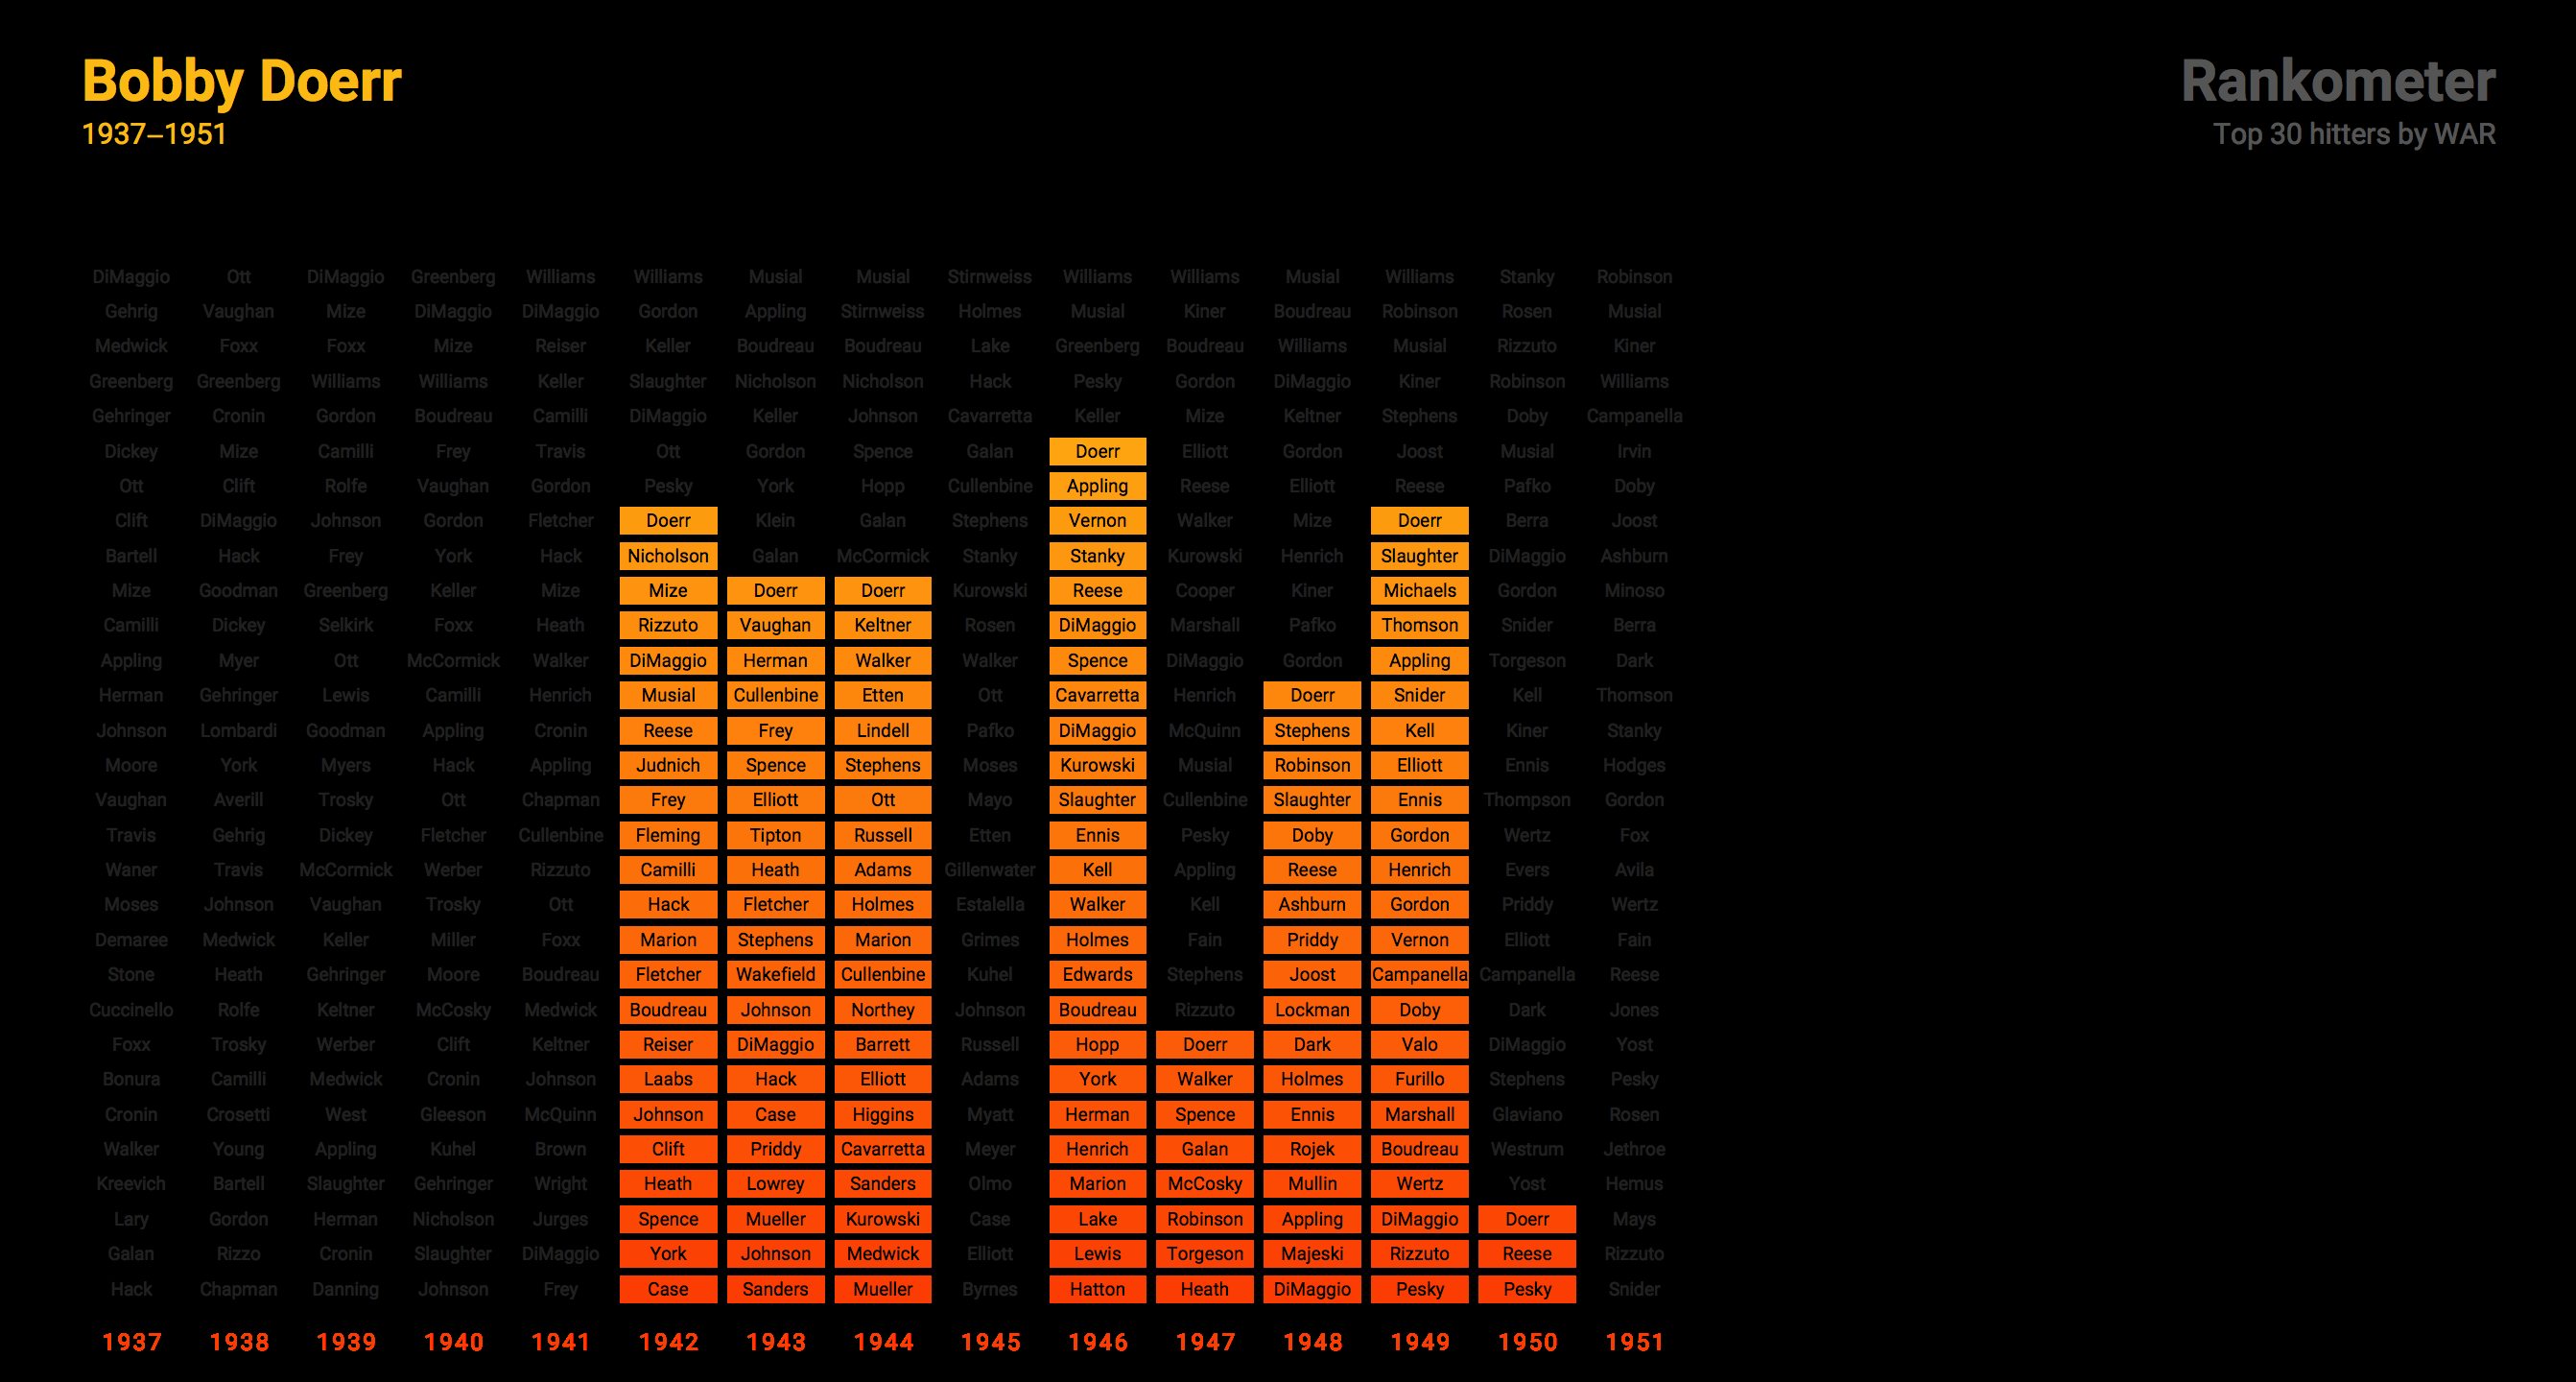 Bobby Doerr
1937–1951
Rankometer
Top 30 hitters by WAR
DiMaggio Ott DiMaggio Greenberg Williams Williams Musial Musial Stirnweiss Williams Williams Musial Williams Stanky Robinson
Gehrig Vaughan Mize DiMaggio DiMaggio Gordon Appling Stirnweiss Holmes Musial Kiner Boudreau Robinson Rosen Musial
Medwick Foxx Foxx Mize Reiser Keller Boudreau Boudreau Lake Greenberg Boudreau Williams Musial Rizzuto Kiner
Greenberg Greenberg Williams Williams Keller Slaughter Nicholson Nicholson Hack Pesky Gordon DiMaggio Kiner Robinson Williams
Gehringer Cronin Gordon Boudreau Camilli DiMaggio Keller Johnson Cavarretta Keller Mize Keltner Stephens Doby Campanella
Dickey Mize Camilli Frey Travis Ott Gordon Spence Galan Doerr Elliott Gordon Joost Musial Irvin
Ott Clift Rolfe Vaughan Gordon Pesky York Hopp Cullenbine Appling Reese Elliott Reese Pafko Doby
Clift DiMaggio Johnson Gordon Fletcher Doerr Klein Galan Stephens Vernon Walker Mize Doerr Berra Joost
Bartell Hack Frey York Hack Nicholson Galan McCormick Stanky Stanky Kurowski Henrich Slaughter DiMaggio Ashburn
Mize Goodman Greenberg Keller Mize Mize Doerr Doerr Kurowski Reese Cooper Kiner Michaels Gordon Minoso
Camilli Dickey Selkirk Foxx Heath Rizzuto Vaughan Keltner Rosen DiMaggio Marshall Pafko Thomson Snider Berra
Appling Myer Ott McCormick Walker DiMaggio Herman Walker Walker Spence DiMaggio Gordon Appling Torgeson Dark
Herman Gehringer Lewis Camilli Henrich Musial Cullenbine Etten Ott Cavarretta Henrich Doerr Snider Kell Thomson
Johnson Lombardi Goodman Appling Cronin Reese Frey Lindell Pafko DiMaggio McQuinn Stephens Kell Kiner Stanky
Moore York Myers Hack Appling Judnich Spence Stephens Moses Kurowski Musial Robinson Elliott Ennis Hodges
Vaughan Averill Trosky Ott Chapman Frey Elliott Ott Mayo Slaughter Cullenbine Slaughter Ennis Thompson Gordon
Travis Gehrig Dickey Fletcher Cullenbine Fleming Tipton Russell Etten Ennis Pesky Doby Gordon Wertz Fox
Waner Travis McCormick Werber Rizzuto Camilli Heath Adams Gillenwater Kell Appling Reese Henrich Evers Avila
Moses Johnson Vaughan Trosky Ott Hack Fletcher Holmes Estalella Walker Kell Ashburn Gordon Priddy Wertz
Demaree Medwick Keller Miller Foxx Marion Stephens Marion Grimes Holmes Fain Priddy Vernon Elliott Fain
Stone Heath Gehringer Moore Boudreau Fletcher Wakefield Cullenbine Kuhel Edwards Stephens Joost Campanella Campanella Reese
Cuccinello Rolfe Keltner McCosky Medwick Boudreau Johnson Northey Johnson Boudreau Rizzuto Lockman Doby Dark Jones
Foxx Trosky Werber Clift Keltner Reiser DiMaggio Barrett Russell Hopp Doerr Dark Valo DiMaggio Yost
Bonura Camilli Medwick Cronin Johnson Laabs Hack Elliott Adams York Walker Holmes Furillo Stephens Pesky
Cronin Crosetti West Gleeson McQuinn Johnson Case Higgins Myatt Herman Spence Ennis Marshall Glaviano Rosen
Walker Young Appling Kuhel Brown Clift Priddy Cavarretta Meyer Henrich Galan Rojek Boudreau Westrum Jethroe
Kreevich Bartell Slaughter Gehringer Wright Heath Lowrey Sanders Olmo Marion McCosky Mullin Wertz Yost Hemus
Lary Gordon Herman Nicholson Jurges Spence Mueller Kurowski Case Lake Robinson Appling DiMaggio Doerr Mays
Galan Rizzo Cronin Slaughter DiMaggio York Johnson Medwick Elliott Lewis Torgeson Majeski Rizzuto Reese Rizzuto
Hack Chapman Danning Johnson Frey Case Sanders Mueller Byrnes Hatton Heath DiMaggio Pesky Pesky Snider
1937 1938 1939 1940 1941 1942 1943 1944 1945 1946 1947 1948 1949 1950 1951